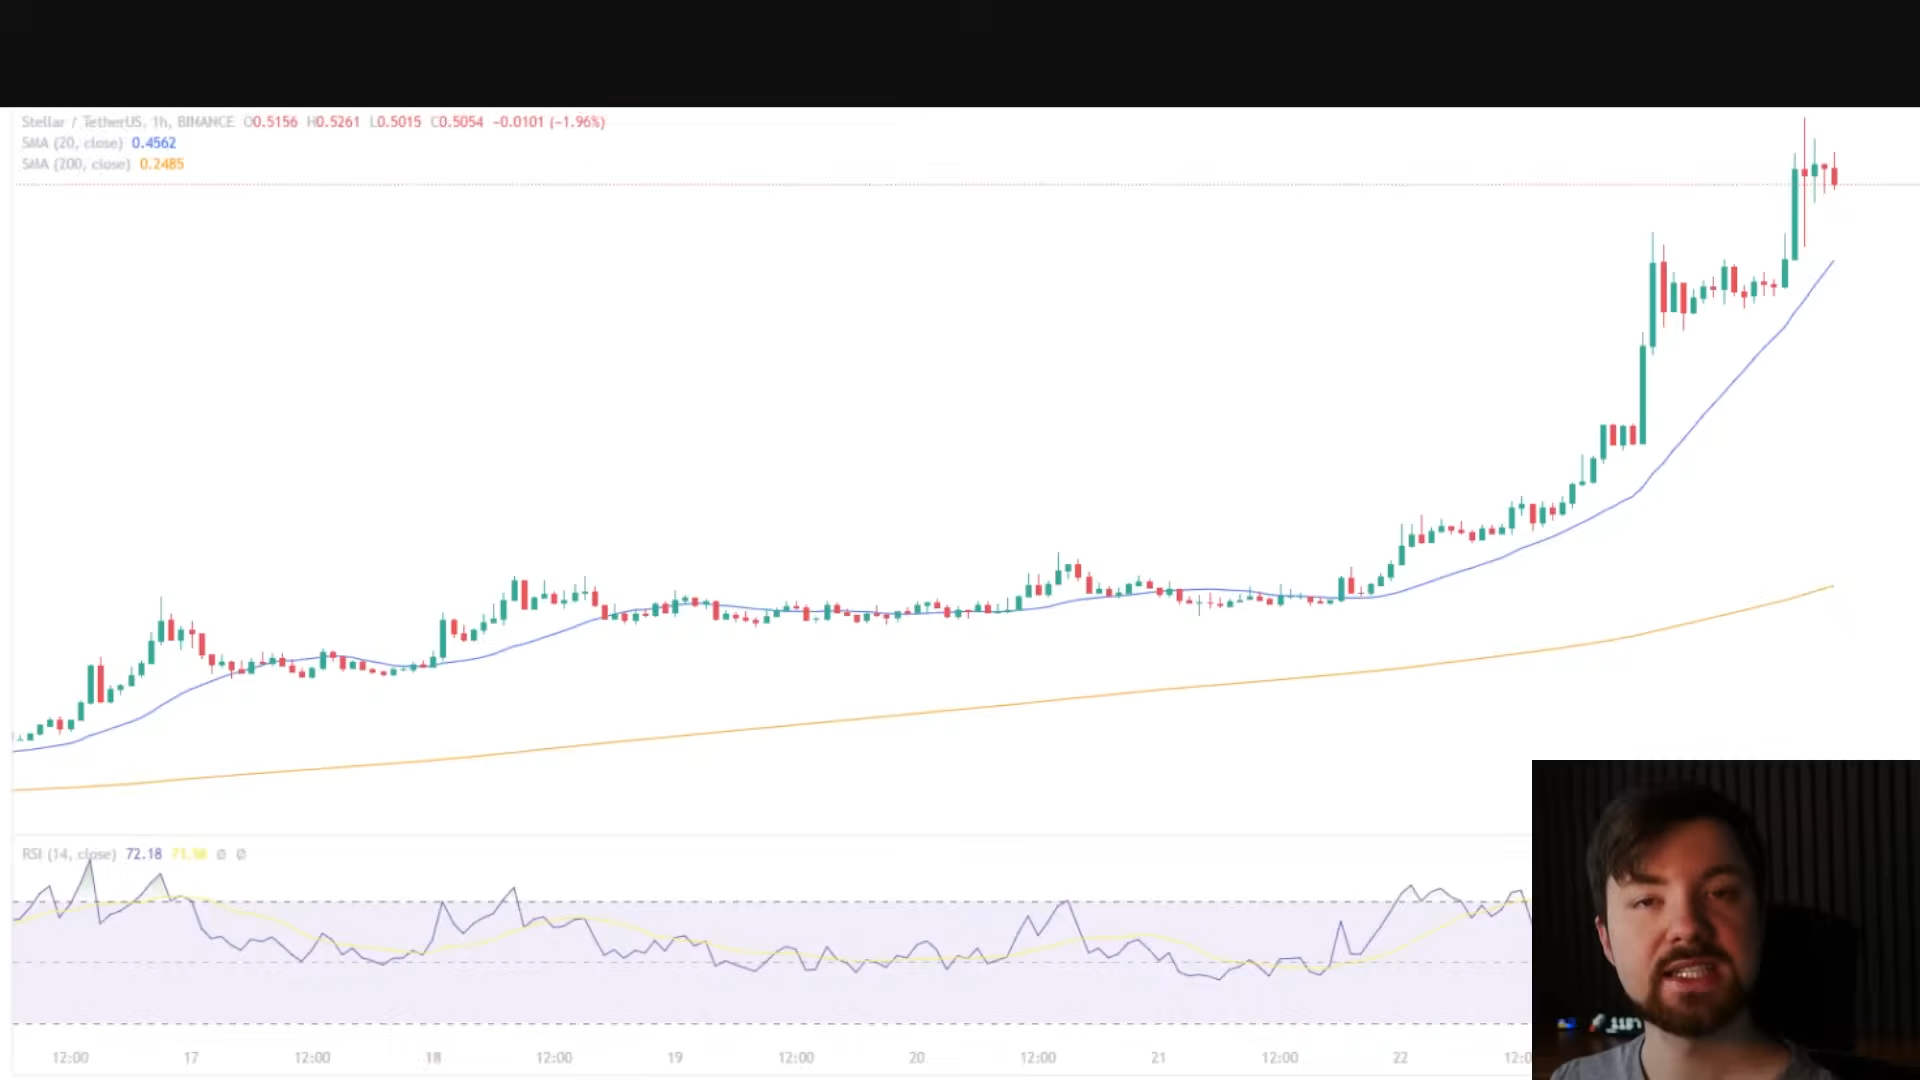 Stellar / TetherUS, 1h, BINANCE O0.5156 H0.5261 L0.5015 C0.5054 −0.0101 (−1.96%)
SMA (20, close) 0.4562
SMA (200, close) 0.2485
RSI (14, close) 72.18 Ø Ø
12:00 17 12:00 18 12:00 19 12:00 20 12:00 21 12:00 22